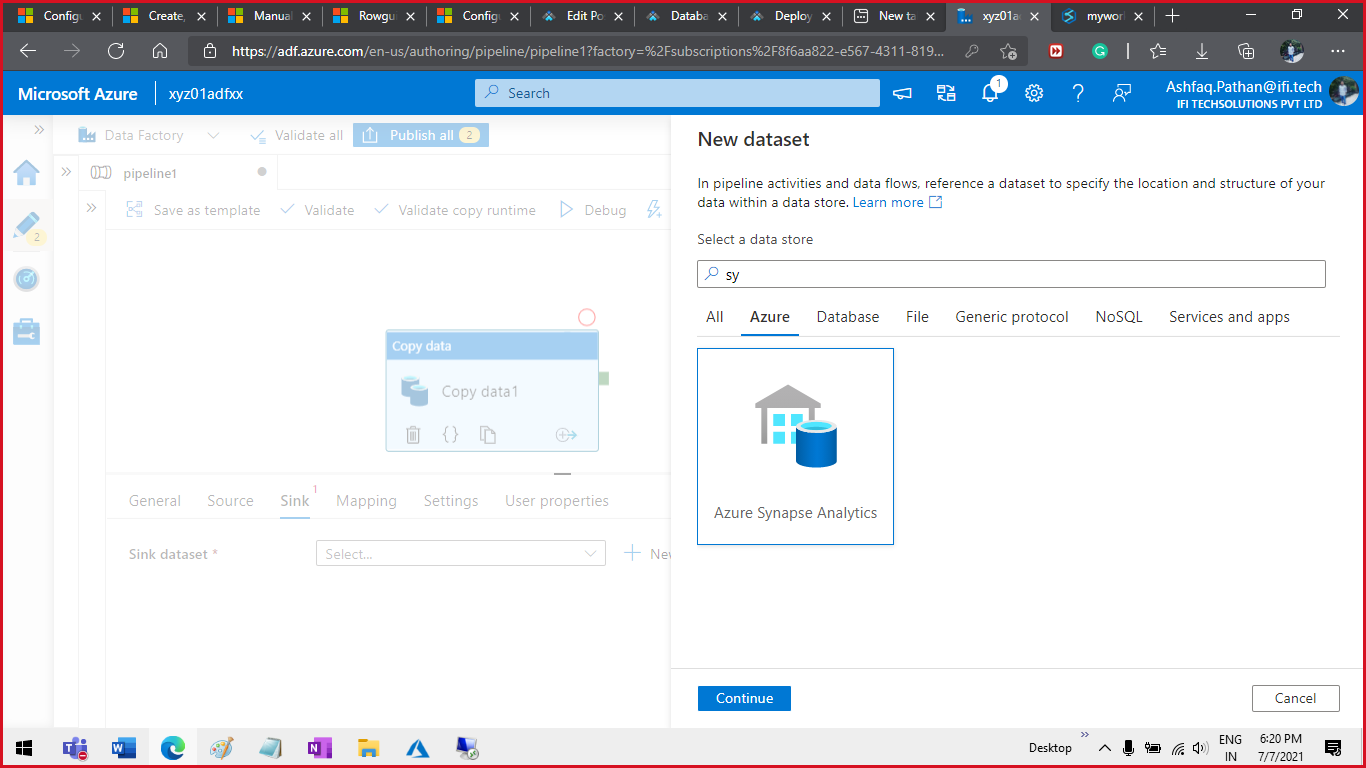 Config
Create,
Manual
Rowgu
Config
Edit Po
Databa
Deploy
New ta
xyz01a
mywor
https://adf.azure.com/en-us/authoring/pipeline/pipeline1?factory=%2Fsubscriptions%2F8f6aa822-e567-4311-819...
Microsoft Azure
xyz01adfxx
Search
1
Ashfaq.Pathan@ifi.tech
IFI TECHSOLUTIONS PVT LTD
Data Factory
Validate all
Publish all 2
pipeline1
2
Save as template
Validate
Validate copy runtime
Debug
Copy data
Copy data1
General
Source
Sink 1
Mapping
Settings
User properties
Sink dataset *
Select...
New
New dataset
In pipeline activities and data flows, reference a dataset to specify the location and structure of your
data within a data store. Learn more
Select a data store
sy
All
Azure
Database
File
Generic protocol
NoSQL
Services and apps
Azure Synapse Analytics
Continue
Cancel
Desktop
ENG
IN
6:20 PM
7/7/2021